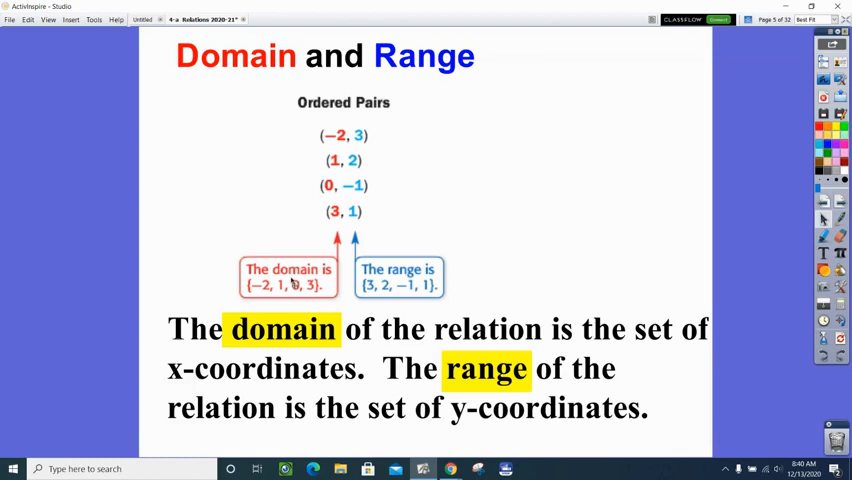 ActivInspire - Studio
File Edit View Insert Tools Help
Untitled
4-a Relations 2020-21*
CLASSFLOW
Connect
Page 5 of 32
Best Fit
Domain and Range
Ordered Pairs
(−2, 3)
(1, 2)
(0, −1)
(3, 1)
The domain is
{−2, 1, 0, 3}.
The range is
{3, 2, −1, 1}.
The domain of the relation is the set of
x-coordinates. The range of the
relation is the set of y-coordinates.
Type here to search
8:40 AM
12/13/2020